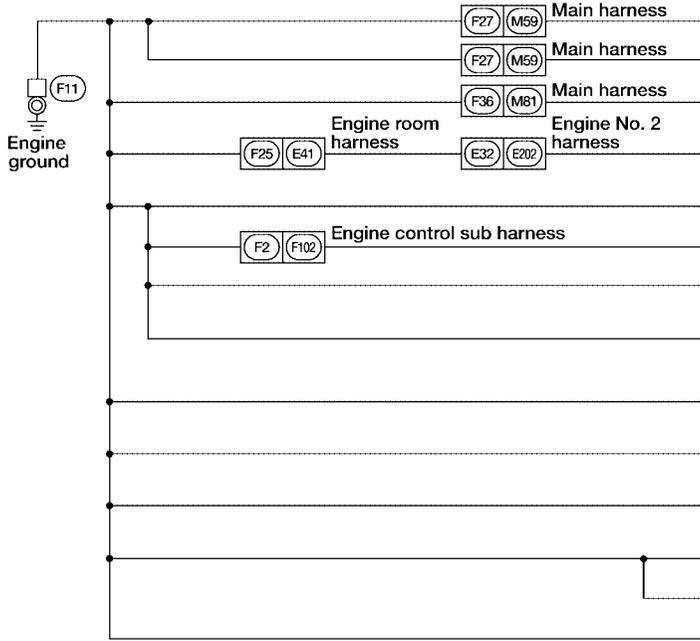 F27 M59 Main harness
F27 M59 Main harness
F11
F36 M81 Main harness
Engine
ground
Engine room
harness
F25 E41
Engine No. 2
harness
E32 E202
F2 F102 Engine control sub harness